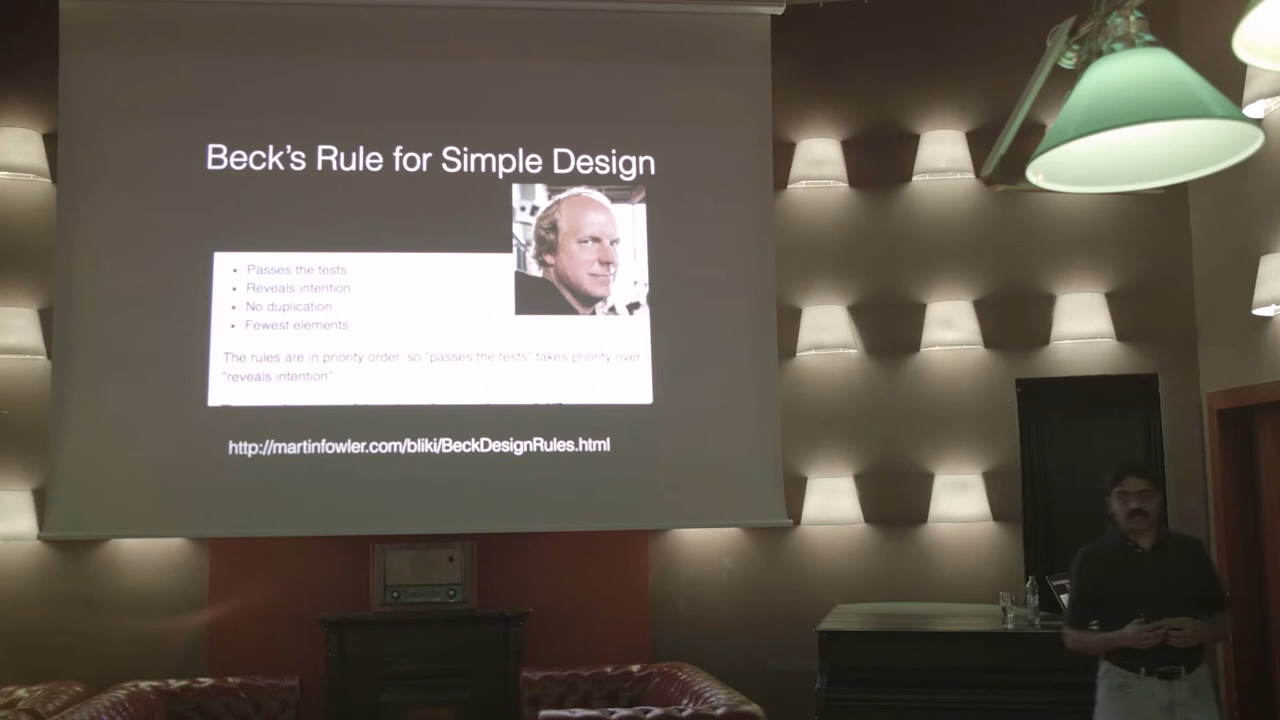 Beck's Rule for Simple Design
• Passes the tests
• Reveals intention
• No duplication
• Fewest elements
The rules are in priority order, so "passes the tests" takes priority over
"reveals intention"
http://martinfowler.com/bliki/BeckDesignRules.html